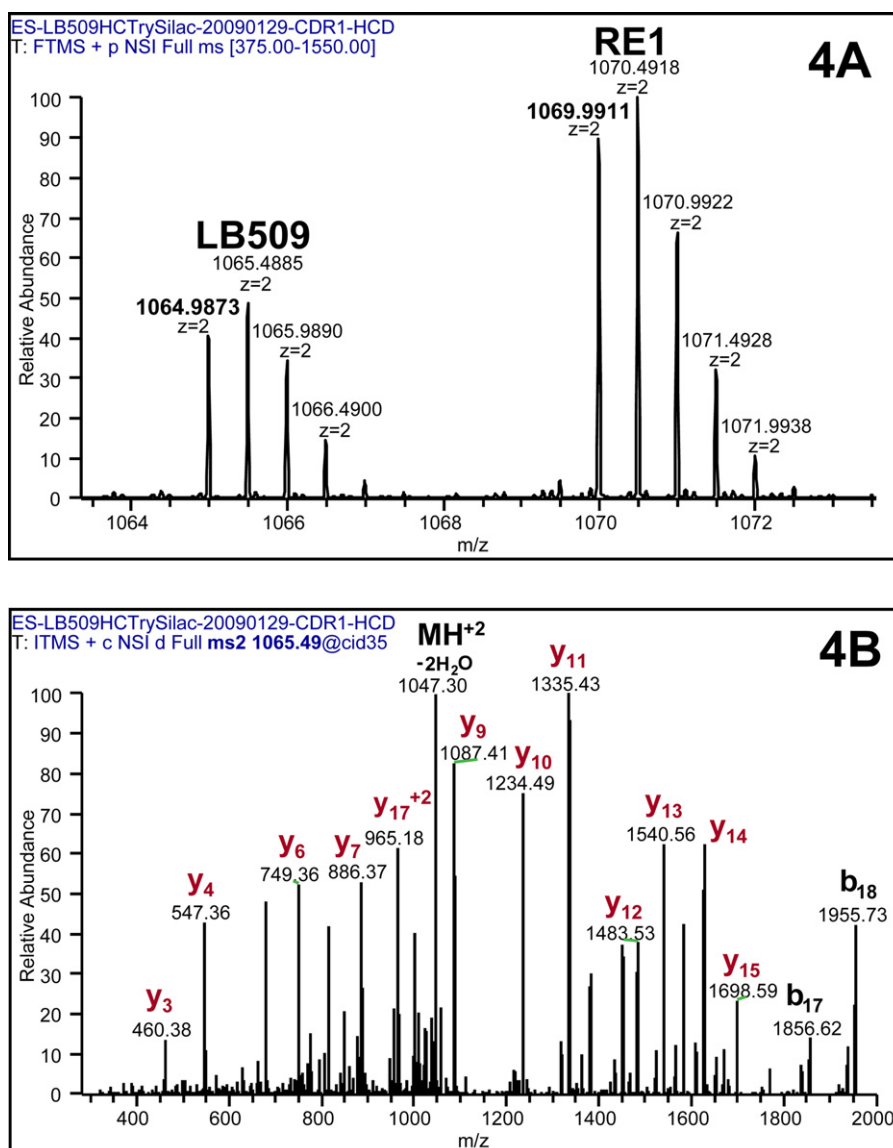 ES-LB509HCTrySilac-20090129-CDR1-HCD
T: FTMS + p NSI Full ms [375.00-1550.00]
4A
RE1
1070.4918
z=2
1069.9911
z=2
1070.9922
z=2
LB509
1065.4885
z=2
1064.9873
z=2
1065.9890
z=2
1066.4900
z=2
1071.4928
z=2
1071.9938
z=2
Relative Abundance
100
90
80
70
60
50
40
30
20
10
0
1064
1066
1068
1070
1072
m/z
ES-LB509HCTrySilac-20090129-CDR1-HCD
T: ITMS + c NSI d Full ms2 1065.49@cid35
4B
MH+2
-2H2O
1047.30
y11
1335.43
y9
1087.41
y10
1234.49
y17+2
965.18
y13
1540.56
y14
y6
749.36
y7
886.37
y4
547.36
y12
1483.53
b18
1955.73
y15
1698.59
y3
460.38
b17
1856.62
Relative Abundance
100
90
80
70
60
50
40
30
20
10
0
400
600
800
1000
1200
1400
1600
1800
2000
m/z